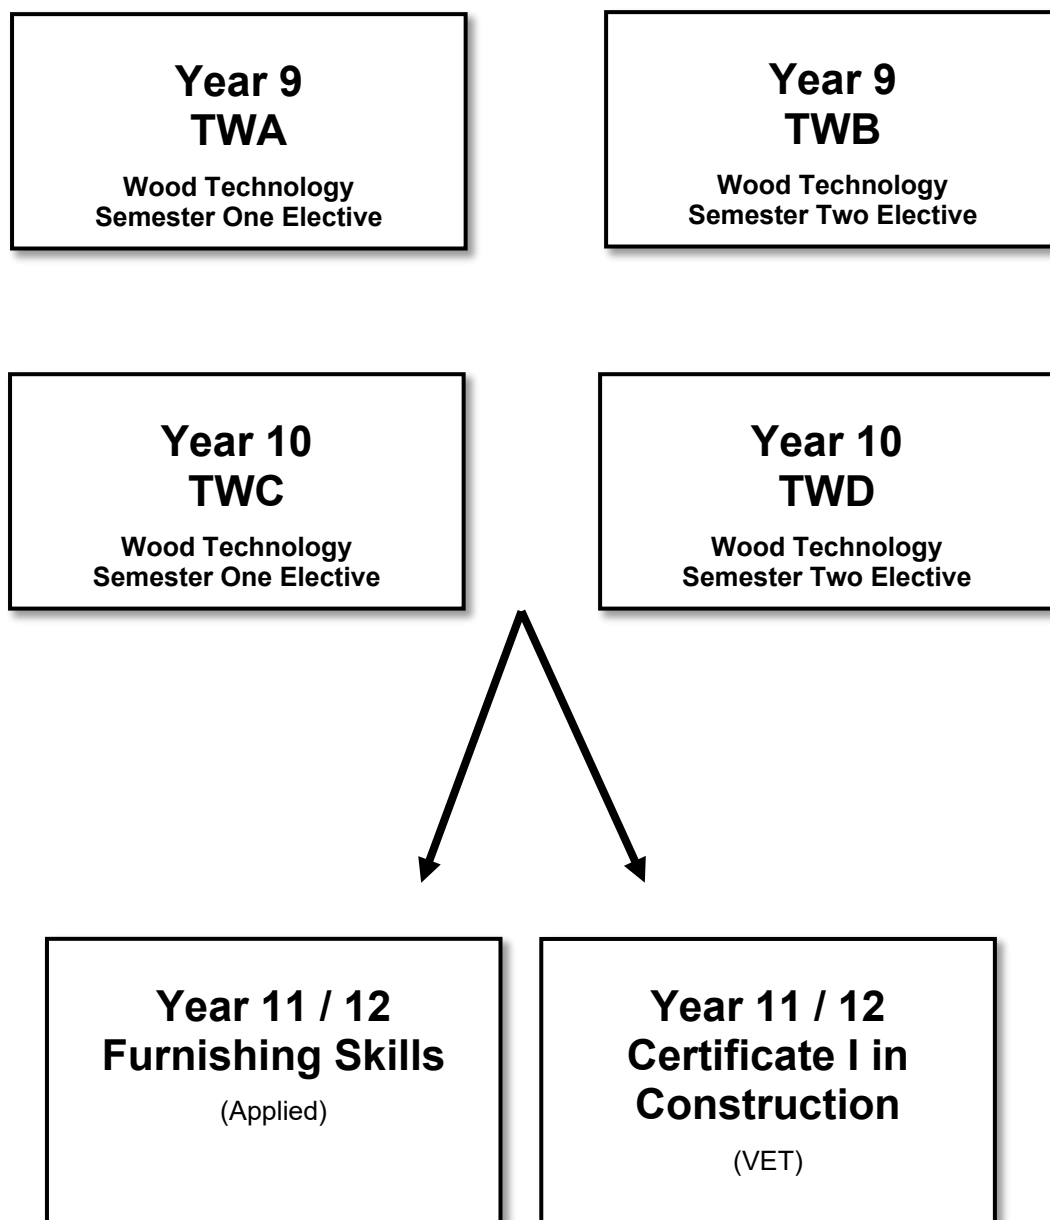 Year 9
TWA
Wood Technology
Semester One Elective
Year 9
TWB
Wood Technology
Semester Two Elective
Year 10
TWC
Wood Technology
Semester One Elective
Year 10
TWD
Wood Technology
Semester Two Elective
Year 11 / 12
Furnishing Skills
(Applied)
Year 11 / 12
Certificate I in
Construction
(VET)